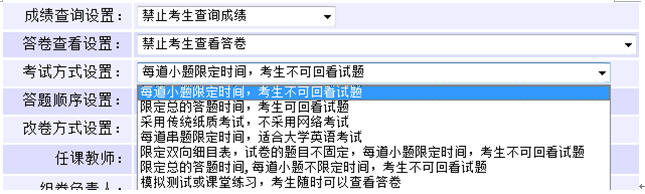 成绩查询设置： 禁止考生查询成绩
答卷查看设置： 禁止考生查看答卷
考试方式设置： 每道小题限定时间，考生不可回看试题
答题顺序设置： 每道小题限定时间，考生不可回看试题
限定总的答题时间，考生可回看试题
改卷方式设置： 采用传统纸质考试，不采用网络考试
每道串题限定时间，适合大学英语考试
任课教师： 限定双向细目表，试卷的题目不固定，每道小题限定时间，考生不可回看试题
限定总的答题时间,每道小题不限定时间，考生不可回看试题
组卷负责人： 模拟测试或课堂练习，考生随时可以查看答卷